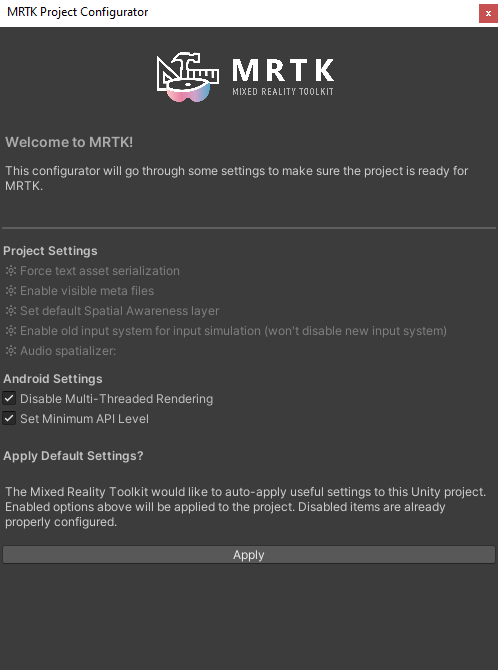 MRTK Project Configurator
x
MRTK
MIXED REALITY TOOLKIT
Welcome to MRTK!
This configurator will go through some settings to make sure the project is ready for
MRTK.
Project Settings
Force text asset serialization
Enable visible meta files
Set default Spatial Awareness layer
Enable old input system for input simulation (won't disable new input system)
Audio spatializer:
Android Settings
Disable Multi-Threaded Rendering
Set Minimum API Level
Apply Default Settings?
The Mixed Reality Toolkit would like to auto-apply useful settings to this Unity project.
Enabled options above will be applied to the project. Disabled items are already
properly configured.
Apply